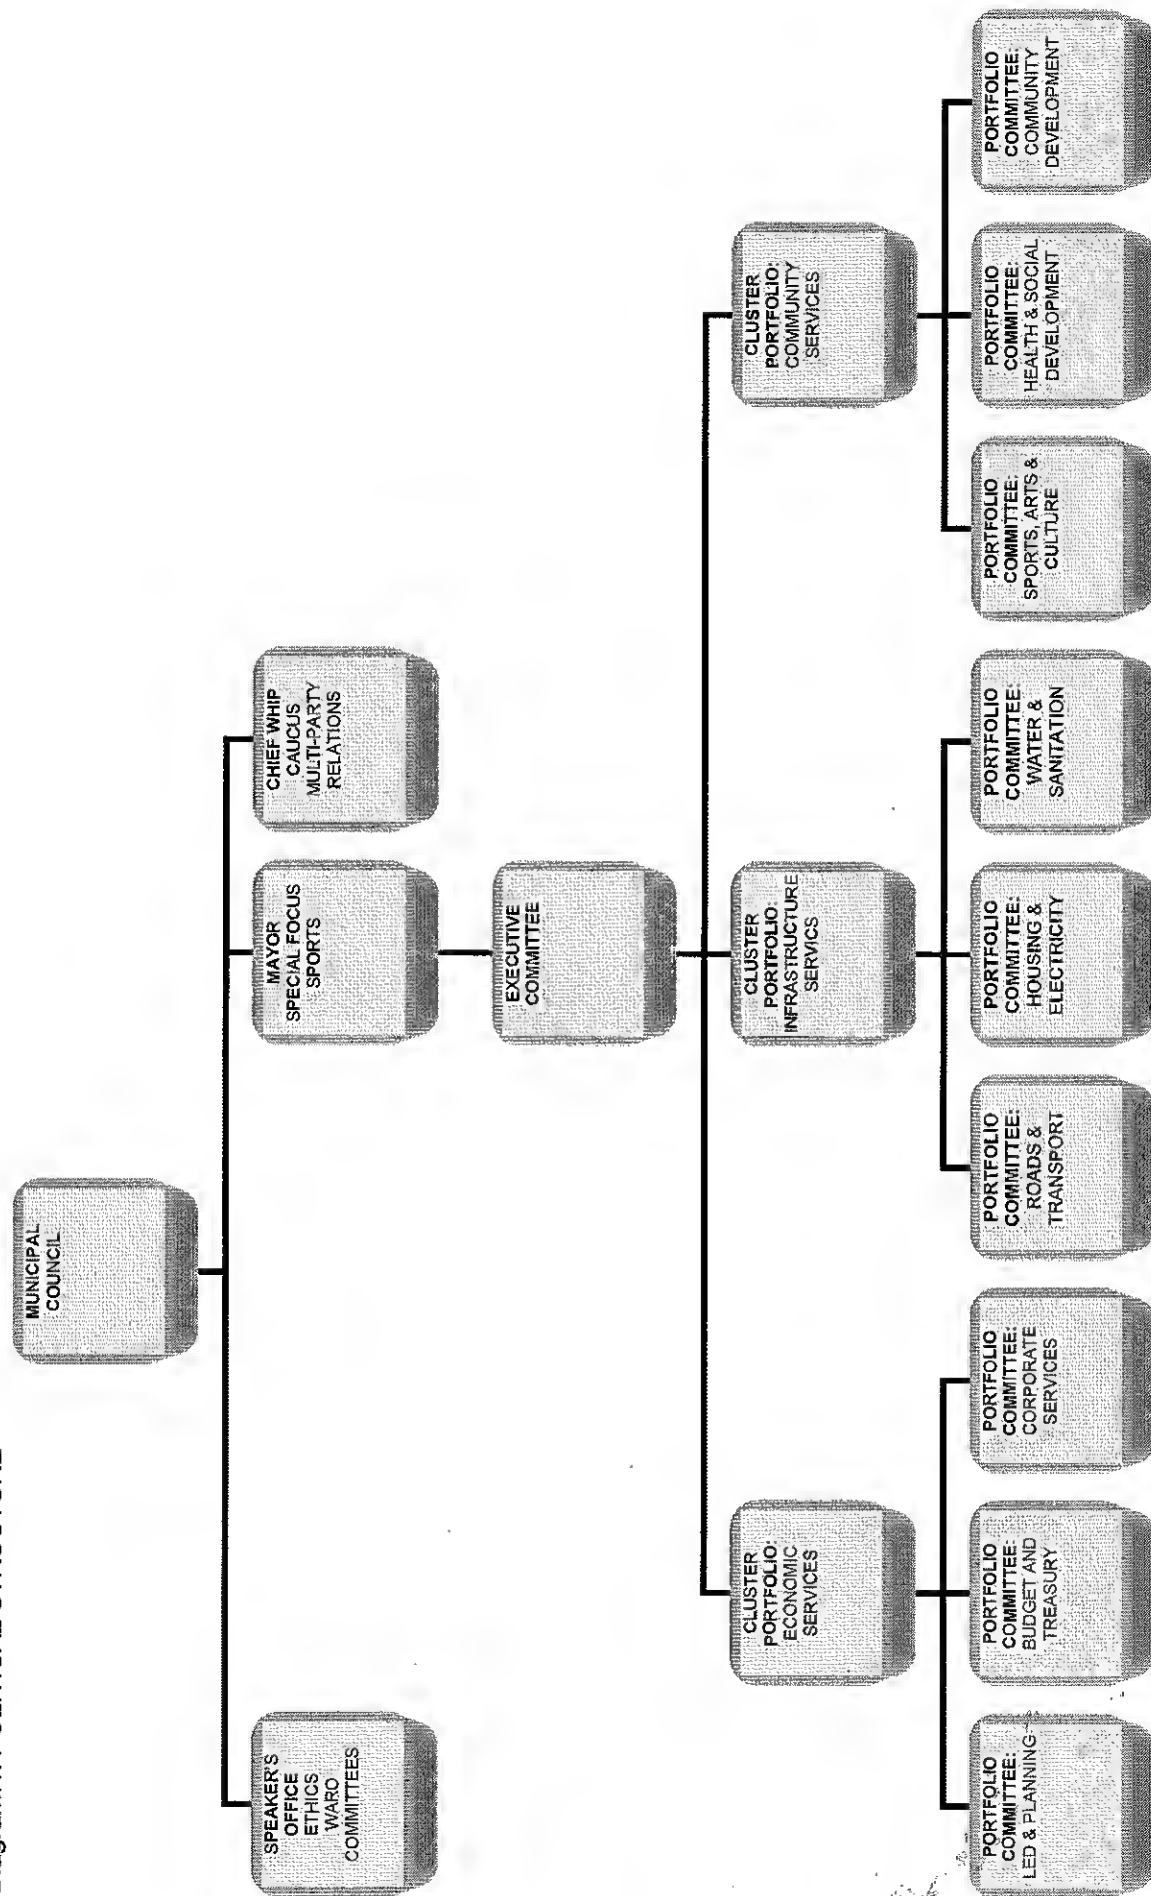 MUNICIPAL
COUNCIL
SPEAKER'S
OFFICE
ETHICS
WARD
COMMITTEES
MAYOR
SPECIAL FOCUS
SPORTS
CHIEF WHIP
CAUCUS
MULTI-PARTY
RELATIONS
EXECUTIVE
COMMITTEE
CLUSTER
PORTFOLIO:
ECONOMIC
SERVICES
CLUSTER
PORTFOLIO:
INFRASTRUCTURE
SERVICS
CLUSTER
PORTFOLIO:
COMMUNITY
SERVICES
PORTFOLIO
COMMITTEE:
LED & PLANNING
PORTFOLIO
COMMITTEE:
BUDGET AND
TREASURY
PORTFOLIO
COMMITTEE:
CORPORATE
SERVICES
PORTFOLIO
COMMITTEE:
ROADS &
TRANSPORT
PORTFOLIO
COMMITTEE:
HOUSING &
ELECTRICITY
PORTFOLIO
COMMITTEE:
WATER &
SANITATION
PORTFOLIO
COMMITTEE:
SPORTS, ARTS &
CULTURE
PORTFOLIO
COMMITTEE:
HEALTH & SOCIAL
DEVELOPMENT
PORTFOLIO
COMMITTEE:
COMMUNITY
DEVELOPMENT